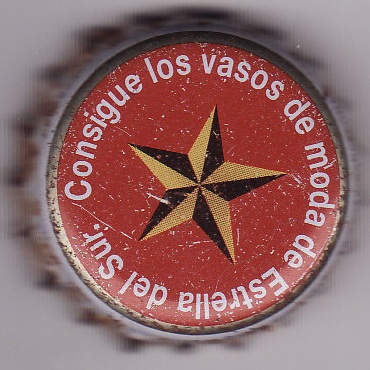 Consigue los vasos de moda de Estrella del Sur.